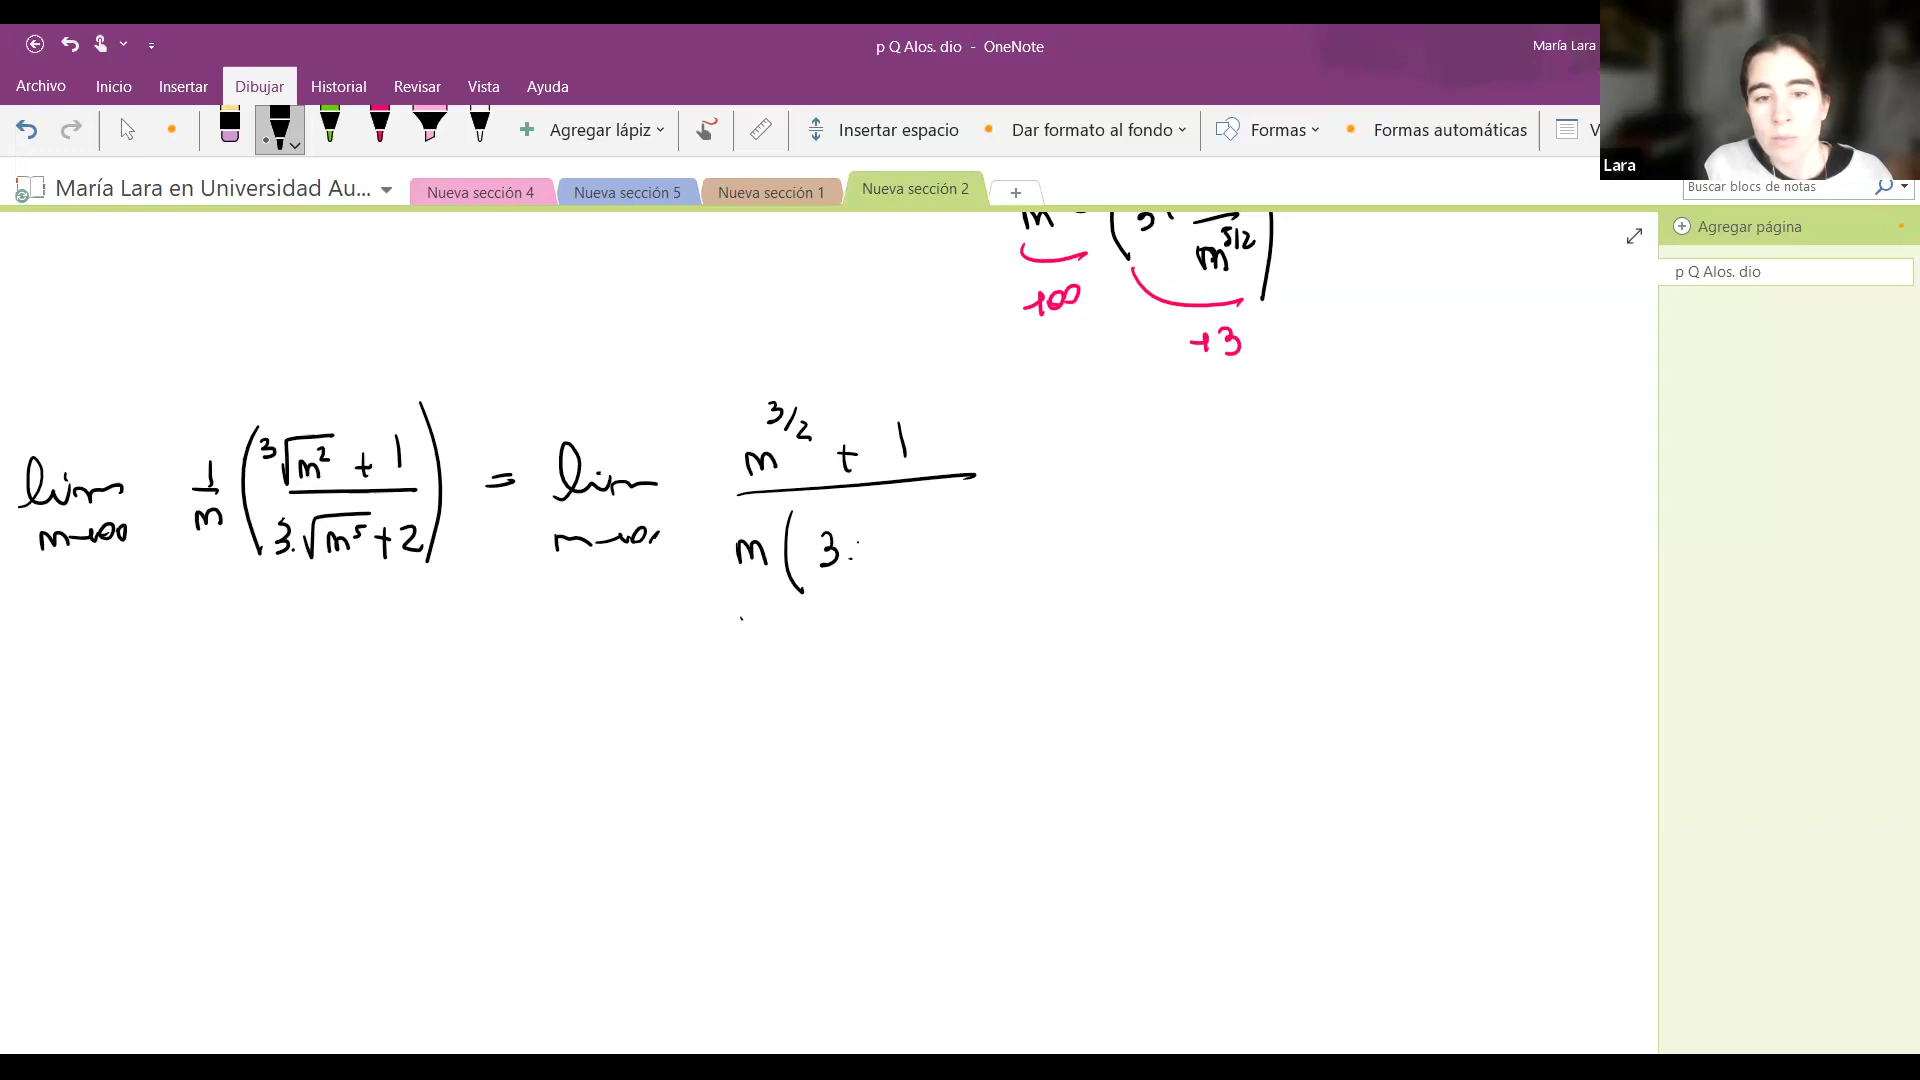 p Q Alos. dio - OneNote
María Lara
Archivo Inicio Insertar Dibujar Historial Revisar Vista Ayuda
Agregar lápiz Insertar espacio Dar formato al fondo Formas Formas automáticas V
Lara
María Lara en Universidad Au... Nueva sección 4 Nueva sección 5 Nueva sección 1 Nueva sección 2 +
Buscar blocs de notas
Agregar página
p Q Alos. dio
m^{5/2}
+∞
+3
lím_{m→∞} 1/m ( (∛m² + 1) / (3·√m⁵ + 2) ) = lím_{m→∞} (m^{3/2} + 1) / (m ( 3·